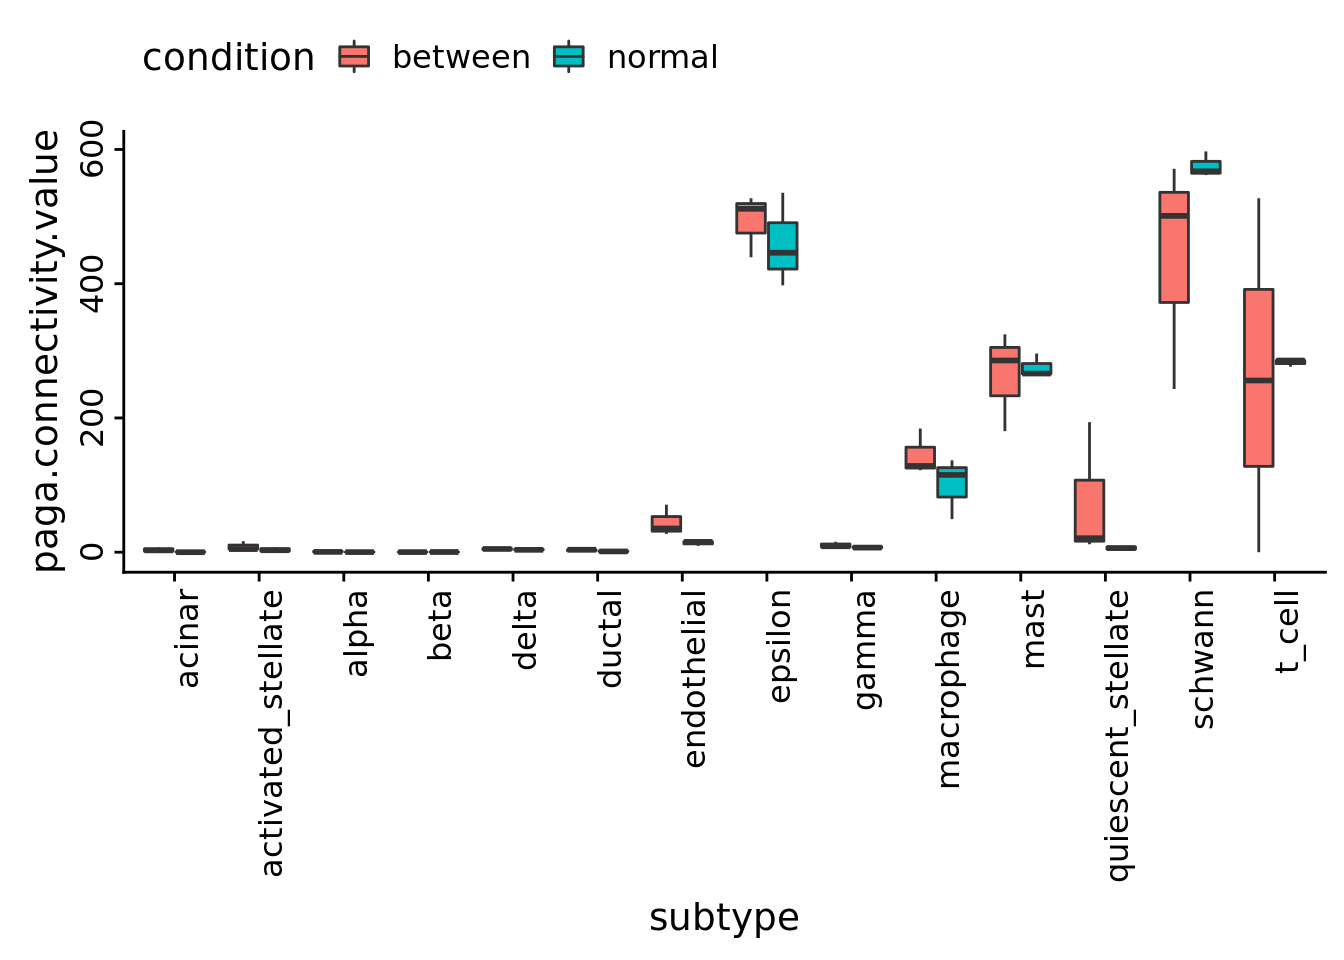 condition between normal
paga.connectivity.value
600
400
200
0
acinar
activated_stellate
alpha
beta
delta
ductal
endothelial
epsilon
gamma
macrophage
mast
quiescent_stellate
schwann
t_cell
subtype